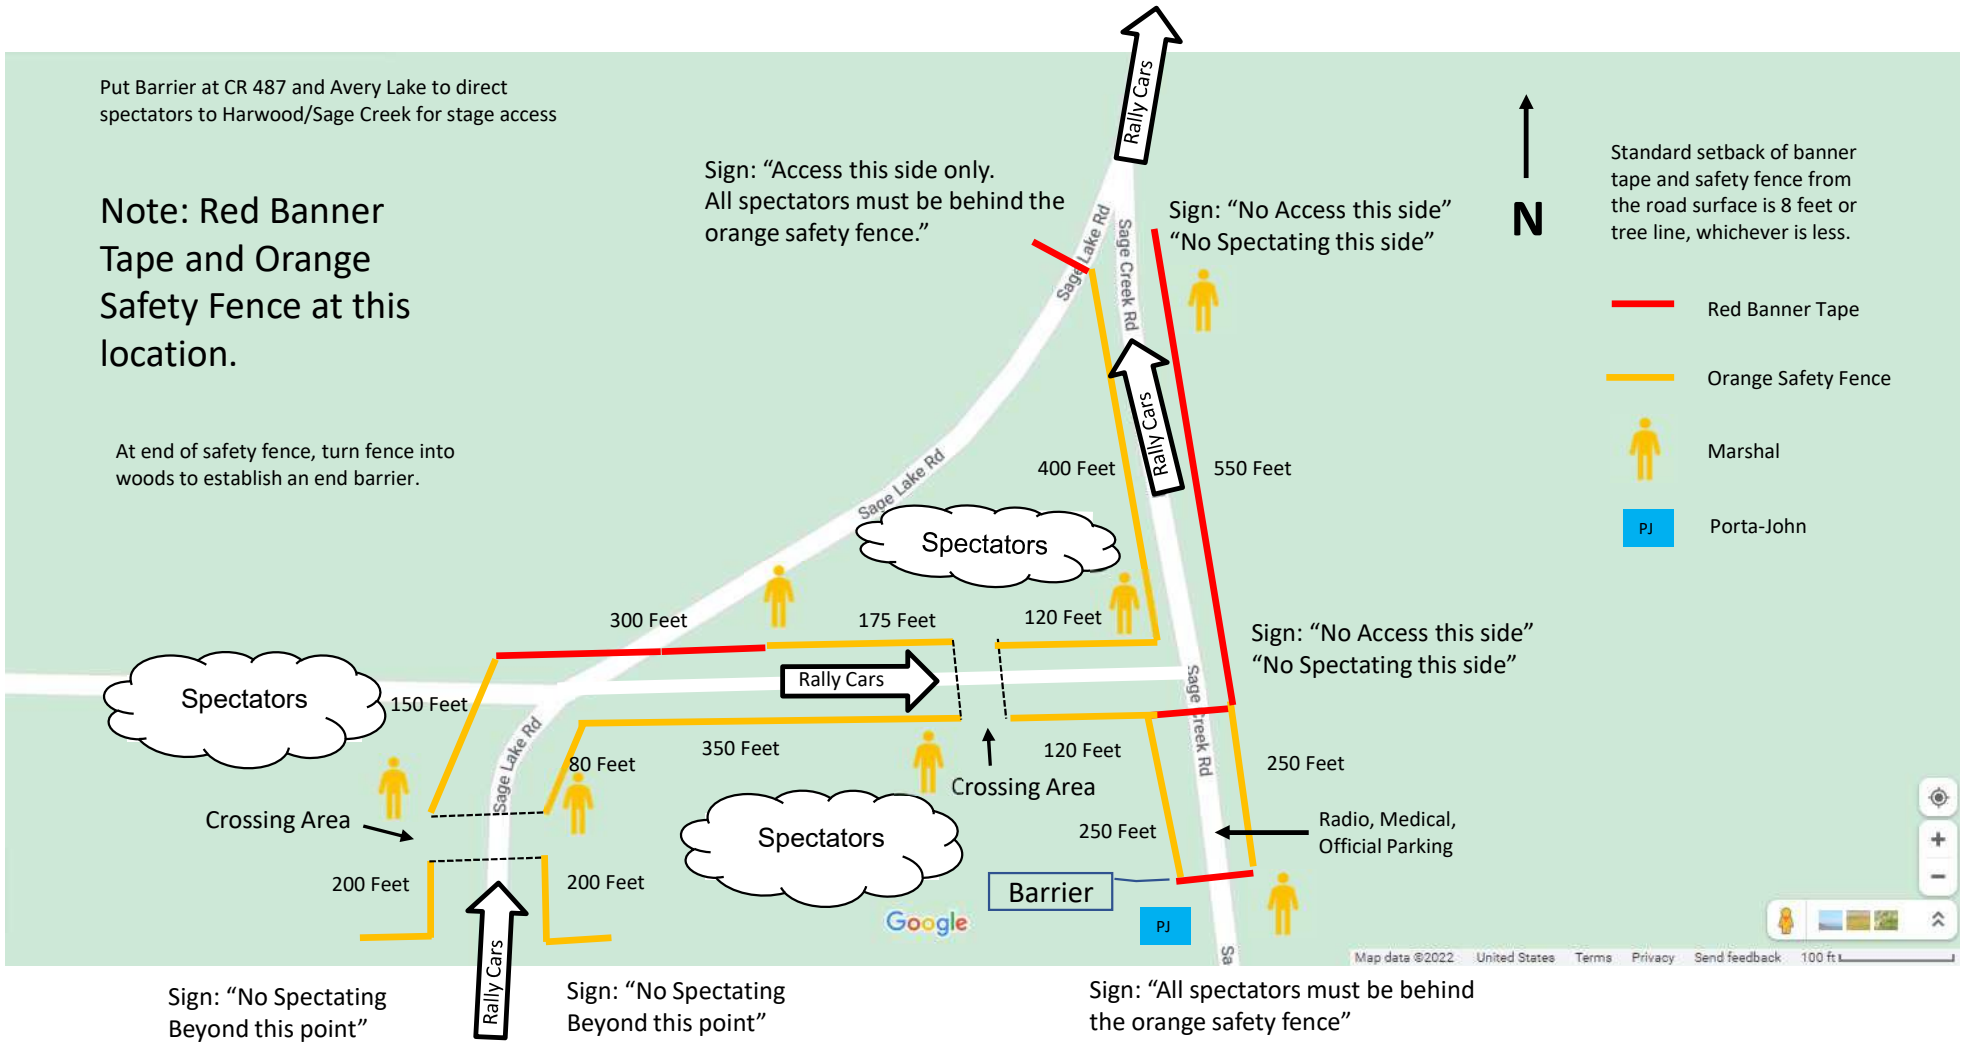 Put Barrier at CR 487 and Avery Lake to direct
spectators to Harwood/Sage Creek for stage access
Note: Red Banner
Tape and Orange
Safety Fence at this
location.
At end of safety fence, turn fence into
woods to establish an end barrier.
Sign: “Access this side only.
All spectators must be behind the
orange safety fence.”
Rally Cars
Sign: “No Access this side”
“No Spectating this side”
N
Standard setback of banner
tape and safety fence from
the road surface is 8 feet or
tree line, whichever is less.
Red Banner Tape
Orange Safety Fence
Marshal
PJ
Porta-John
Sage Lake Rd
Sage Creek Rd
Rally Cars
400 Feet
550 Feet
Sage Lake Rd
Spectators
300 Feet
175 Feet
120 Feet
Sign: “No Access this side”
“No Spectating this side”
Spectators
150 Feet
Rally Cars
Sage Creek Rd
Sage Lake Rd
80 Feet
350 Feet
120 Feet
250 Feet
Crossing Area
Crossing Area
Spectators
250 Feet
Radio, Medical,
Official Parking
200 Feet
200 Feet
Barrier
Google
PJ
Sa
Rally Cars
Map data ©2022 United States Terms Privacy Send feedback 100 ft
Sign: “No Spectating
Beyond this point”
Sign: “No Spectating
Beyond this point”
Sign: “All spectators must be behind
the orange safety fence”